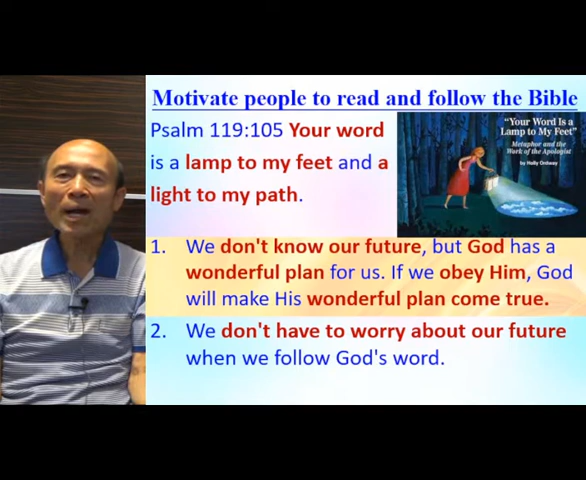 Motivate people to read and follow the Bible
Psalm 119:105 Your word
is a lamp to my feet and a
light to my path.
"Your Word Is a
Lamp to My Feet"
Metaphor and the
Work of the Apologist
by Holly Ordway
1. We don't know our future, but God has a
wonderful plan for us. If we obey Him, God
will make His wonderful plan come true.
2. We don't have to worry about our future
when we follow God's word.